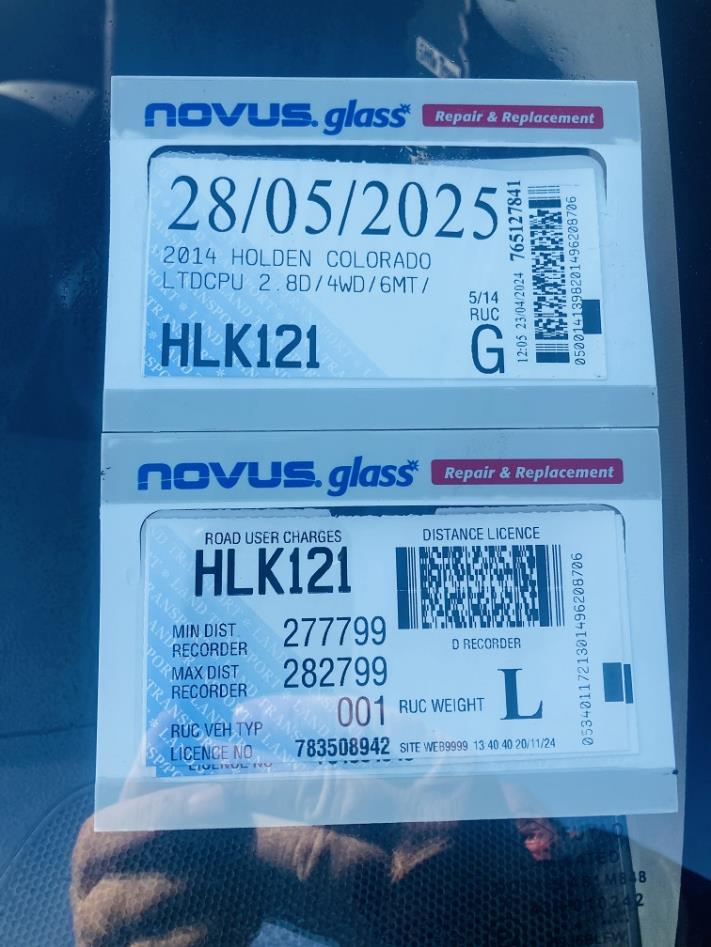 novus. glass
Repair & Replacement
28/05/2025
2014 HOLDEN COLORADO
LTDCPU 2.8D/4WD/6MT/
HLK121
5/14
RUC
G
12:05 23/04/2024 765127841
0500141398201496208706
novus. glass
Repair & Replacement
ROAD USER CHARGES
HLK121
MIN DIST
RECORDER
277799
MAX DIST
RECORDER
282799
RUC VEH TYP
001
LICENCE NO.
783508942
DISTANCE LICENCE
D RECORDER
RUC WEIGHT L
SITE WEB9999 13 40 40 20/11/24
0534011721301496208706
LICENCE NO